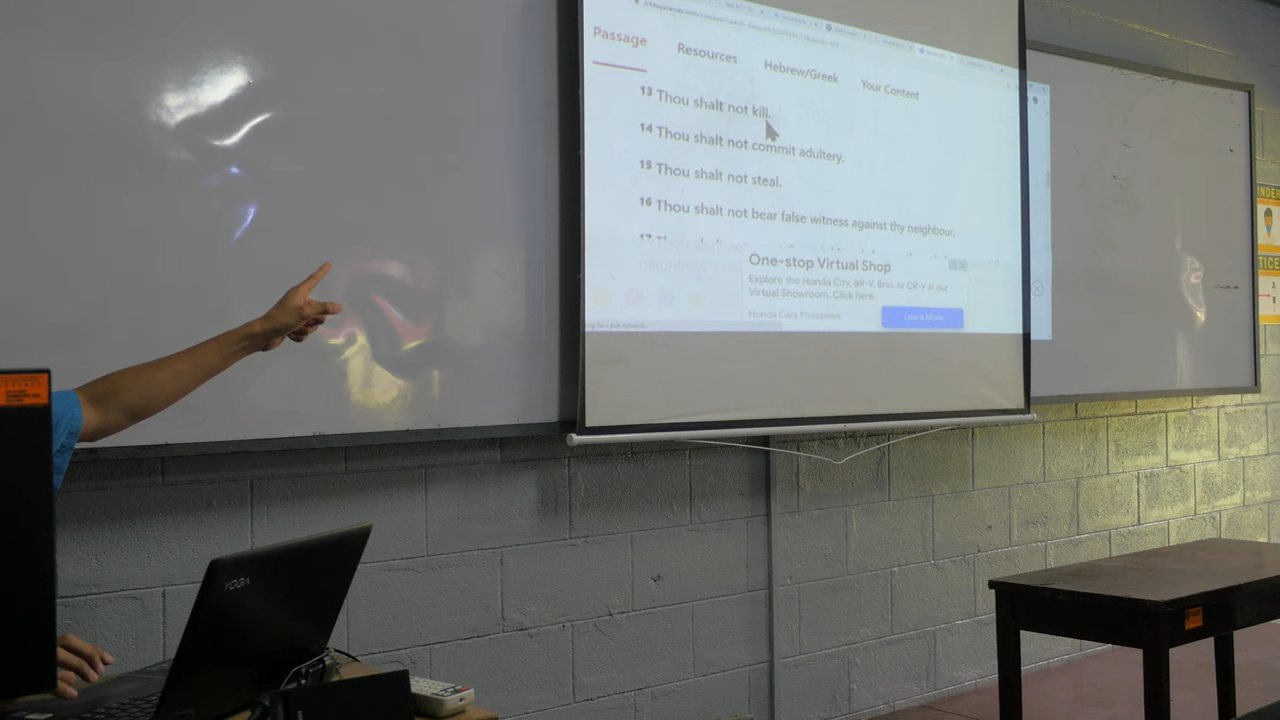 Passage
Resources
Hebrew/Greek
Your Content
13 Thou shalt not kill.
14 Thou shalt not commit adultery.
15 Thou shalt not steal.
16 Thou shalt not bear false witness against thy neighbour.
17
One-stop Virtual Shop
Explore the Honda City, BR-V, Brio, or CR-V at our
Virtual Showroom. Click here.
Honda Cars Philippines
Learn More
YOGA